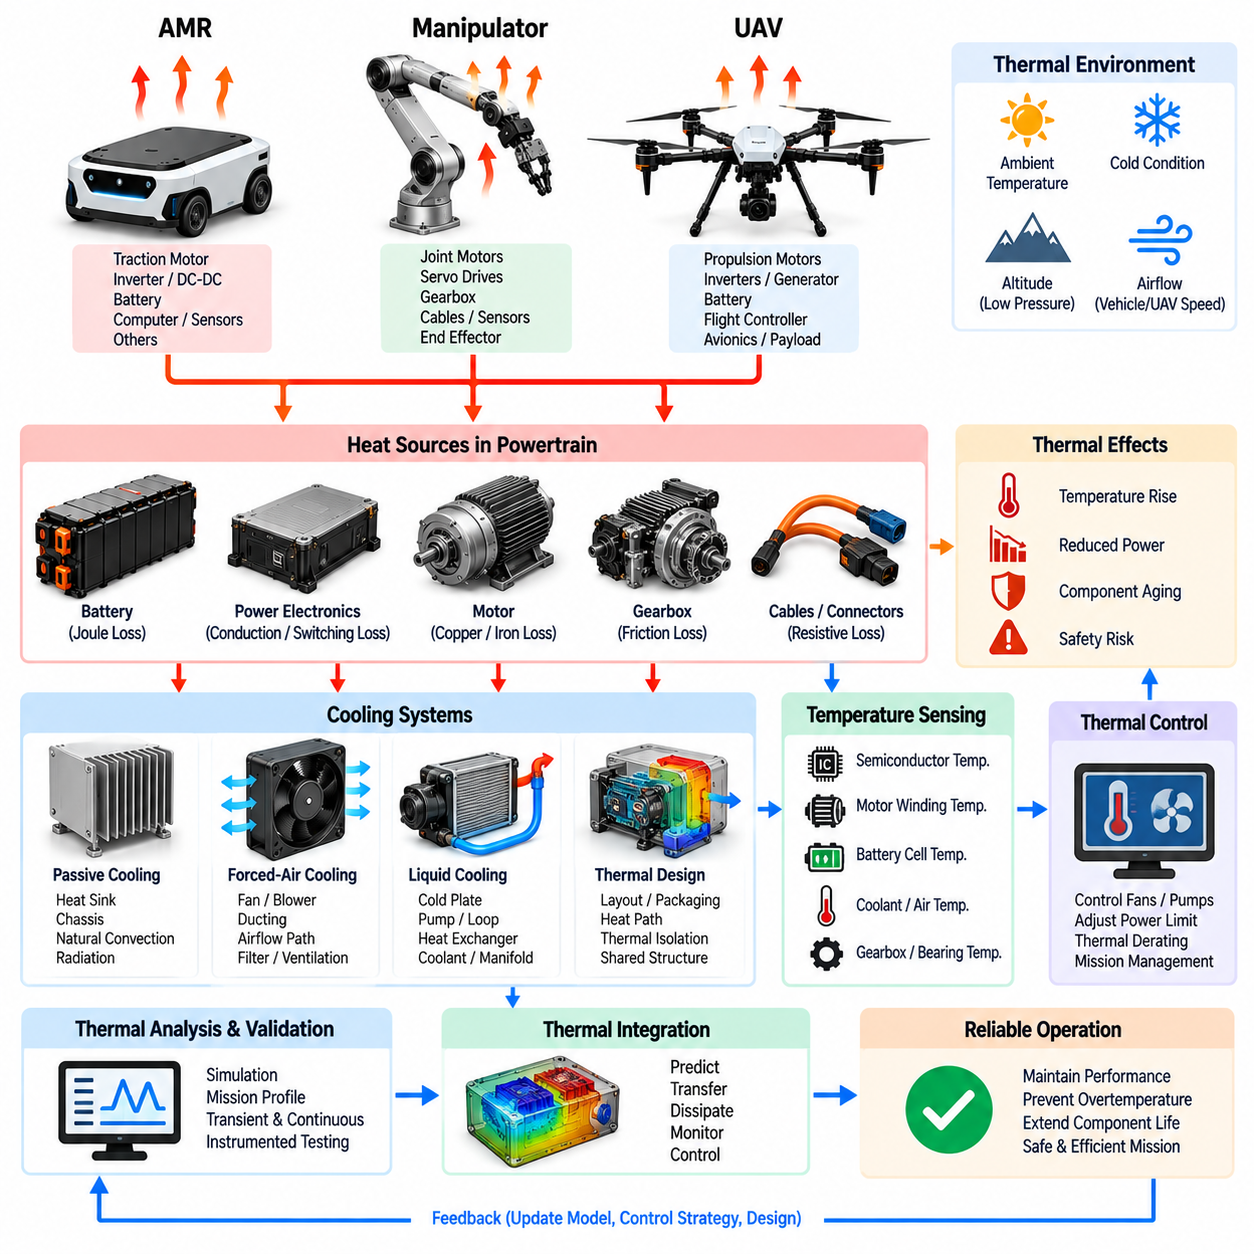 AMR
Manipulator
UAV
Thermal Environment
Ambient
Temperature
Cold Condition
Altitude
(Low Pressure)
Airflow
(Vehicle/UAV Speed)
Traction Motor
Inverter / DC-DC
Battery
Computer / Sensors
Others
Joint Motors
Servo Drives
Gearbox
Cables / Sensors
End Effector
Propulsion Motors
Inverters / Generator
Battery
Flight Controller
Avionics / Payload
Heat Sources in Powertrain
Battery
(Joule Loss)
Power Electronics
(Conduction / Switching Loss)
Motor
(Copper / Iron Loss)
Gearbox
(Friction Loss)
Cables / Connectors
(Resistive Loss)
Thermal Effects
Temperature Rise
Reduced Power
Component Aging
Safety Risk
Cooling Systems
Passive Cooling
Heat Sink
Chassis
Natural Convection
Radiation
Forced-Air Cooling
Fan / Blower
Ducting
Airflow Path
Filter / Ventilation
Liquid Cooling
Cold Plate
Pump / Loop
Heat Exchanger
Coolant / Manifold
Thermal Design
Layout / Packaging
Heat Path
Thermal Isolation
Shared Structure
Temperature Sensing
IC
Semiconductor Temp.
Motor Winding Temp.
Battery Cell Temp.
Coolant / Air Temp.
Gearbox / Bearing Temp.
Thermal Control
Control Fans / Pumps
Adjust Power Limit
Thermal Derating
Mission Management
Thermal Analysis & Validation
Simulation
Mission Profile
Transient & Continuous
Instrumented Testing
Thermal Integration
Predict
Transfer
Dissipate
Monitor
Control
Reliable Operation
Maintain Performance
Prevent Overtemperature
Extend Component Life
Safe & Efficient Mission
Feedback (Update Model, Control Strategy, Design)